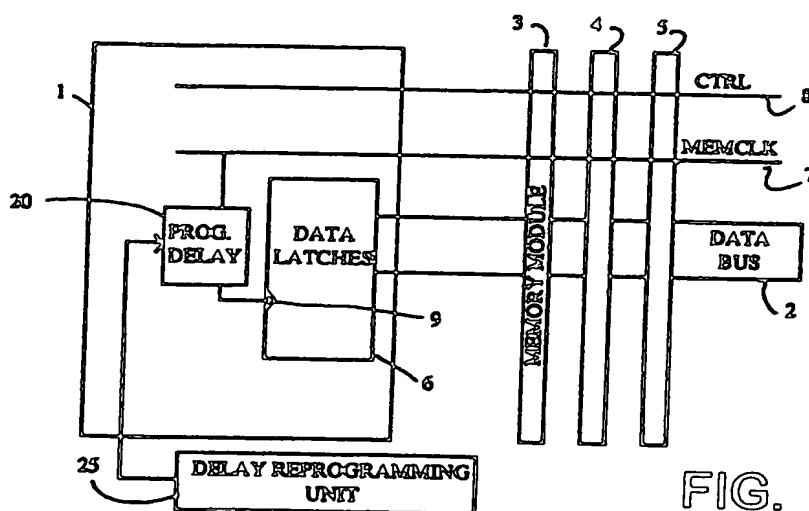 3
4
5
1
CTRL
8
MEMCLK
7
20
PROG.
DELAY
DATA
LATCHES
MEMORY MODULE
DATA
BUS
9
2
6
25
DELAY REPROGRAMMING
UNIT
FIG.